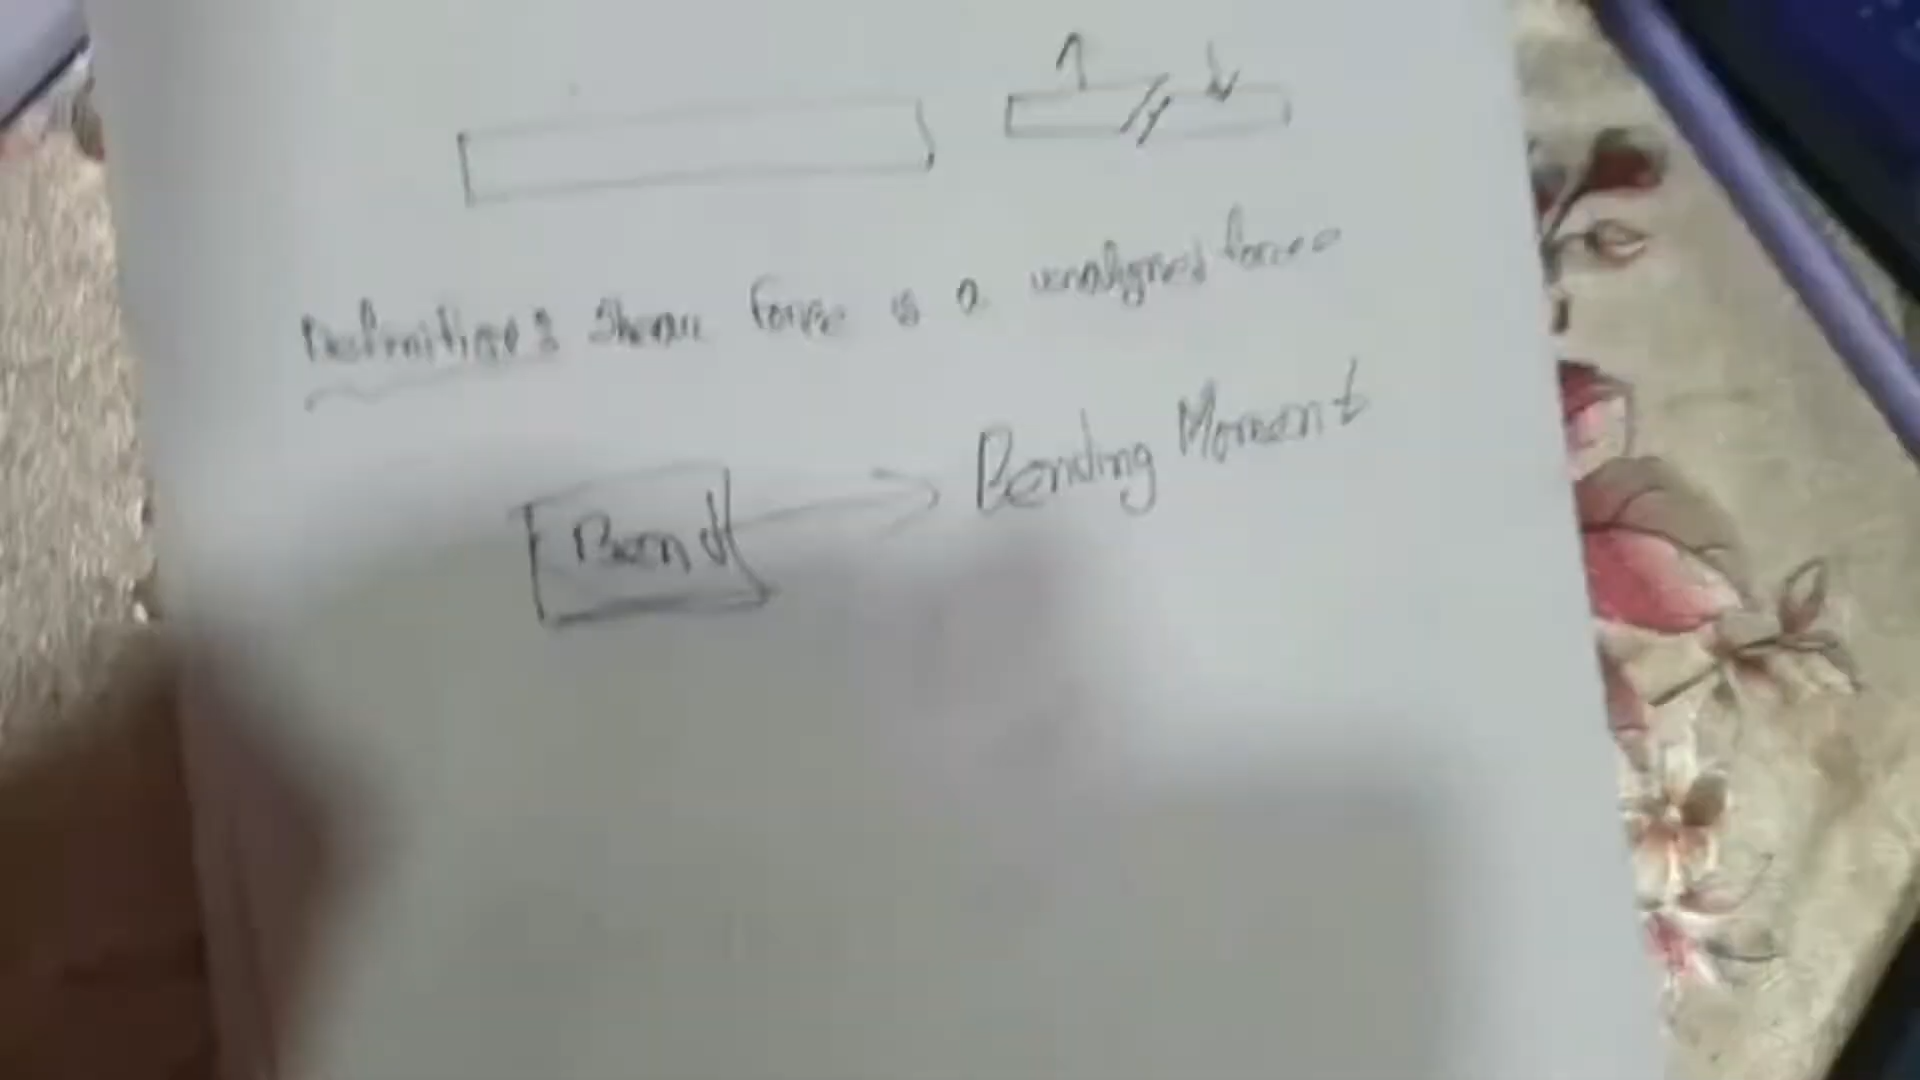 Definition: Shear Force is a unaligned force
Bend → Bending Moment